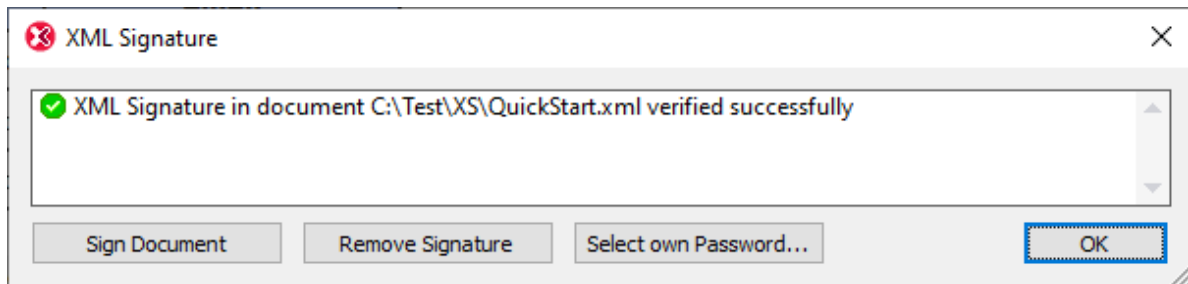 XML Signature
XML Signature in document C:\Test\XS\QuickStart.xml verified successfully
Sign Document
Remove Signature
Select own Password...
OK